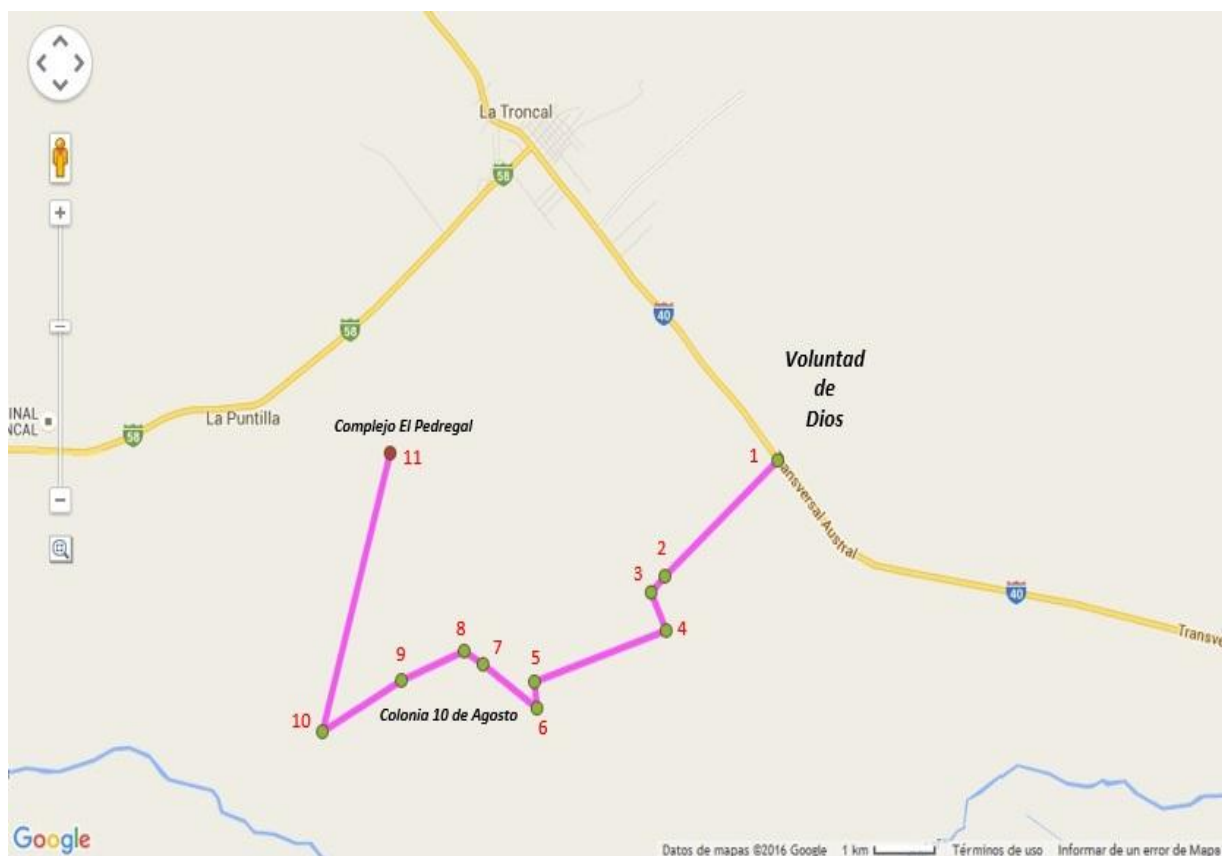 La Troncal
58
58
40
Voluntad
de
Dios
INAL
NCAL
La Puntilla
58
Complejo El Pedregal
11
1
Transversal Austral
2
3
40
4
Transve
8
7
9
5
Colonia 10 de Agosto
10
6
Google
Datos de mapas ©2016 Google 1 km Términos de uso Informar de un error de Maps